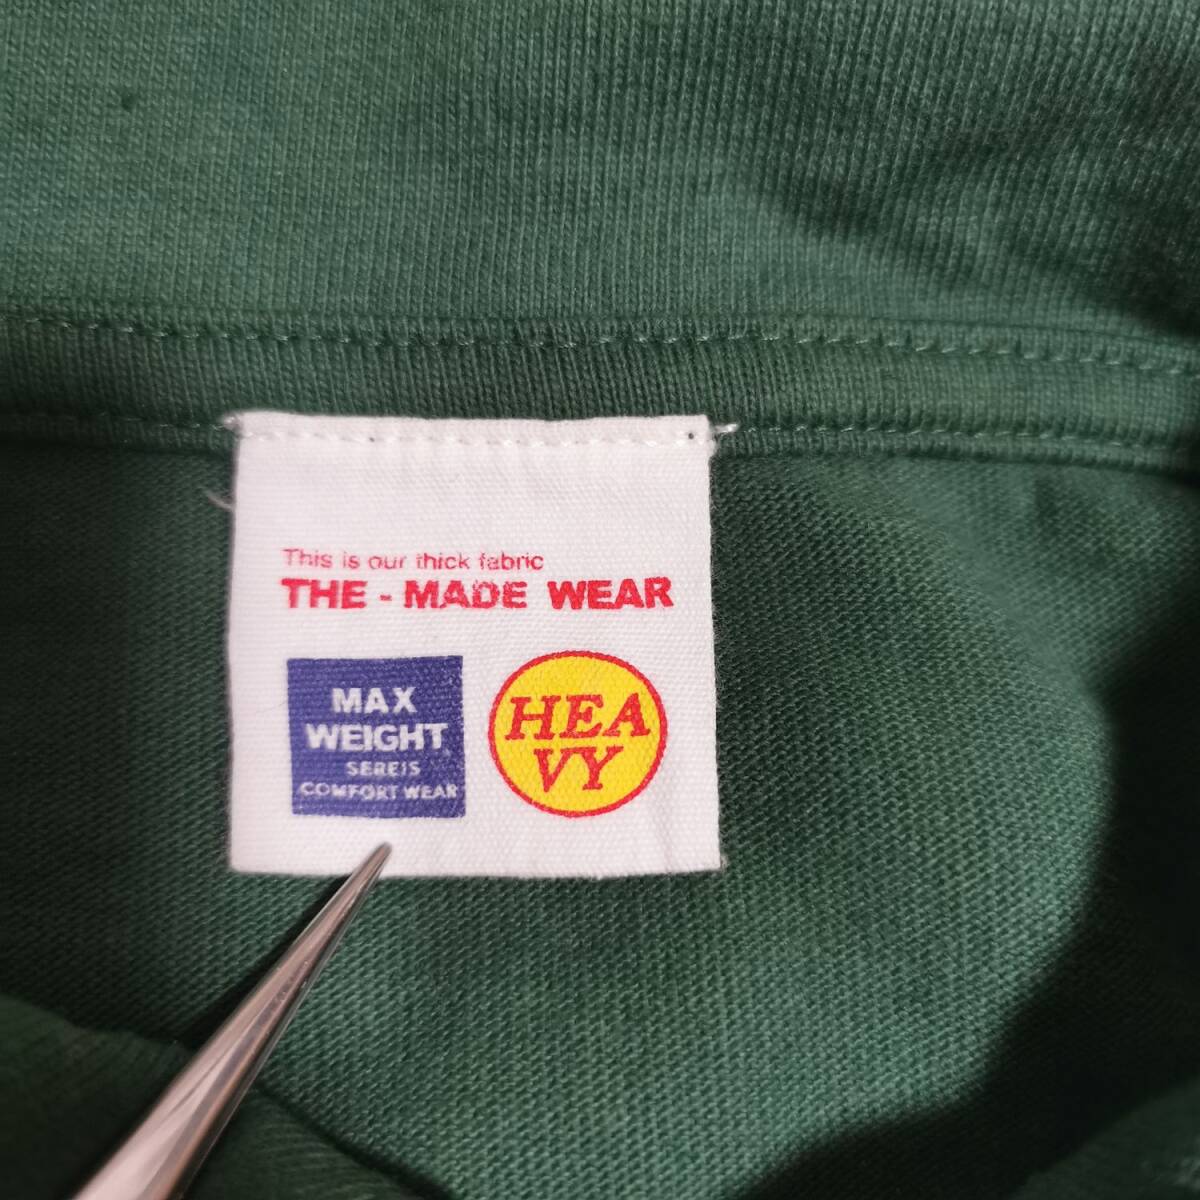 This is our thick fabric
THE - MADE WEAR
MAX
WEIGHT
SEREIS
COMFORT WEAR
HEA
VY